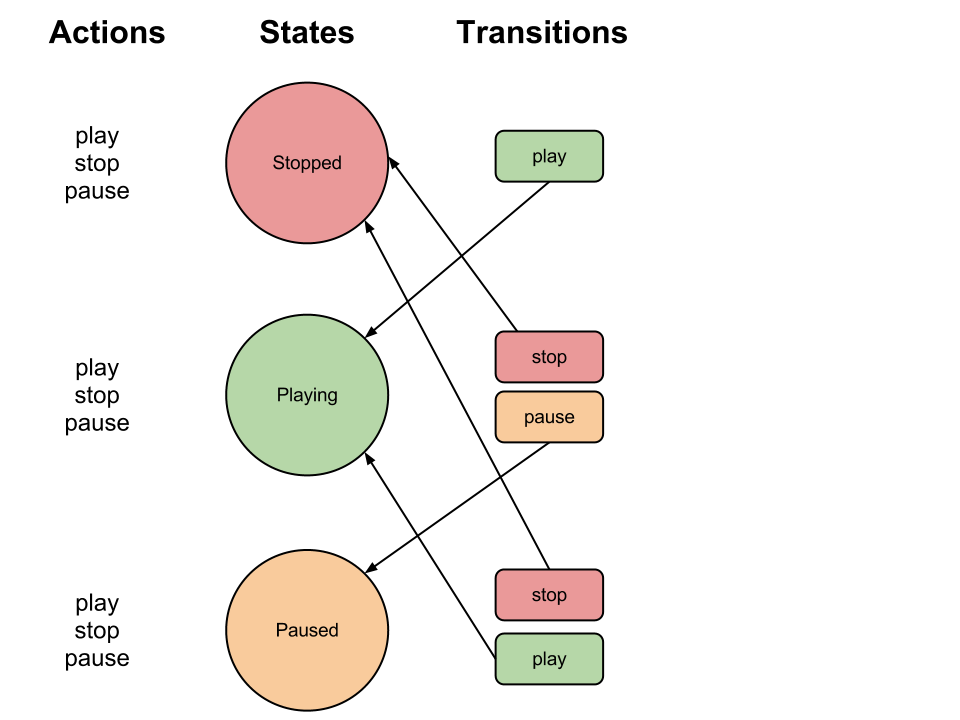 Actions States Transitions
play
stop
pause
Stopped
play
play
stop
pause
Playing
stop
pause
play
stop
pause
Paused
stop
play